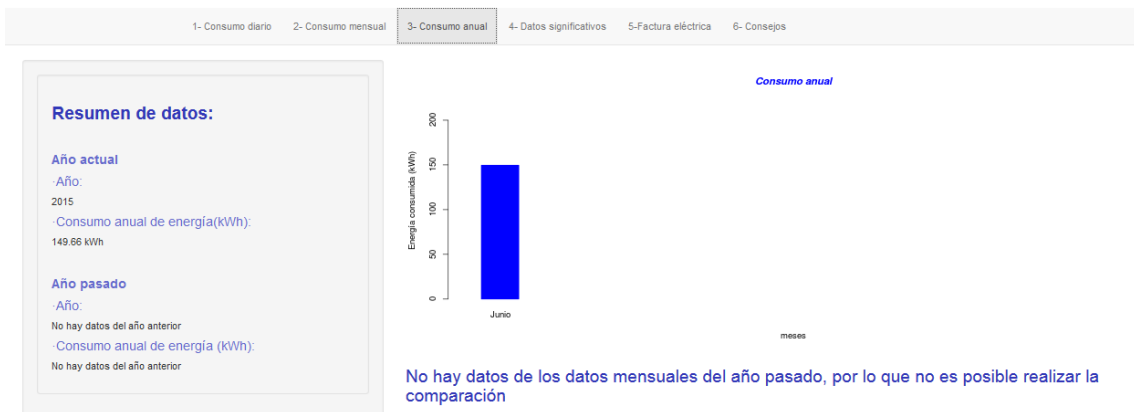 1- Consumo diario
2- Consumo mensual
3- Consumo anual
4- Datos significativos
5-Factura eléctrica
6- Consejos
Resumen de datos:
Año actual
·Año:
2015
·Consumo anual de energía(kWh):
149.66 kWh
Año pasado
·Año:
No hay datos del año anterior
·Consumo anual de energía (kWh):
No hay datos del año anterior
Consumo anual
Energía consumida (kWh)
200
150
100
50
0
Junio
meses
No hay datos de los datos mensuales del año pasado, por lo que no es posible realizar la
comparación